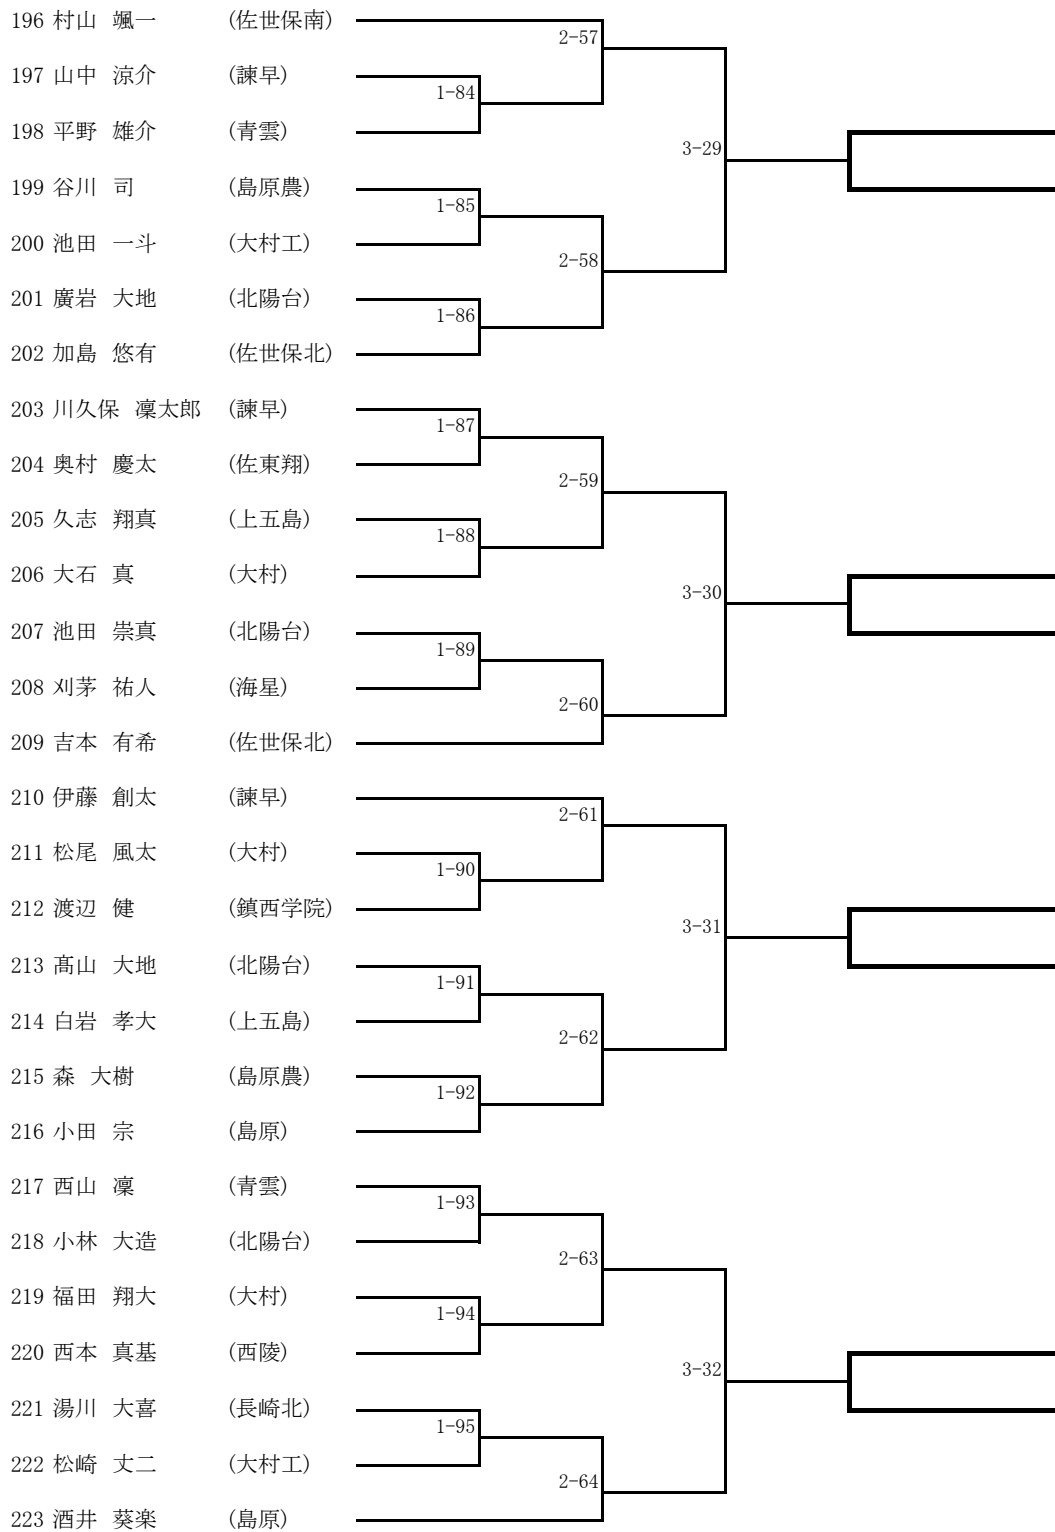 196 村山 颯一 (佐世保南)
2-57
197 山中 涼介 (諫早)
1-84
198 平野 雄介 (青雲)
3-29
199 谷川 司 (島原農)
1-85
200 池田 一斗 (大村工)
2-58
201 廣岩 大地 (北陽台)
1-86
202 加島 悠有 (佐世保北)
203 川久保 凜太郎 (諫早)
1-87
204 奥村 慶太 (佐東翔)
2-59
205 久志 翔真 (上五島)
1-88
206 大石 真 (大村)
3-30
207 池田 崇真 (北陽台)
1-89
208 刈茅 祐人 (海星)
2-60
209 吉本 有希 (佐世保北)
210 伊藤 創太 (諫早)
2-61
211 松尾 風太 (大村)
1-90
212 渡辺 健 (鎮西学院)
3-31
213 髙山 大地 (北陽台)
1-91
214 白岩 孝大 (上五島)
2-62
215 森 大樹 (島原農)
1-92
216 小田 宗 (島原)
217 西山 凜 (青雲)
1-93
218 小林 大造 (北陽台)
2-63
219 福田 翔大 (大村)
1-94
220 西本 真基 (西陵)
3-32
221 湯川 大喜 (長崎北)
1-95
222 松崎 丈二 (大村工)
2-64
223 酒井 葵楽 (島原)